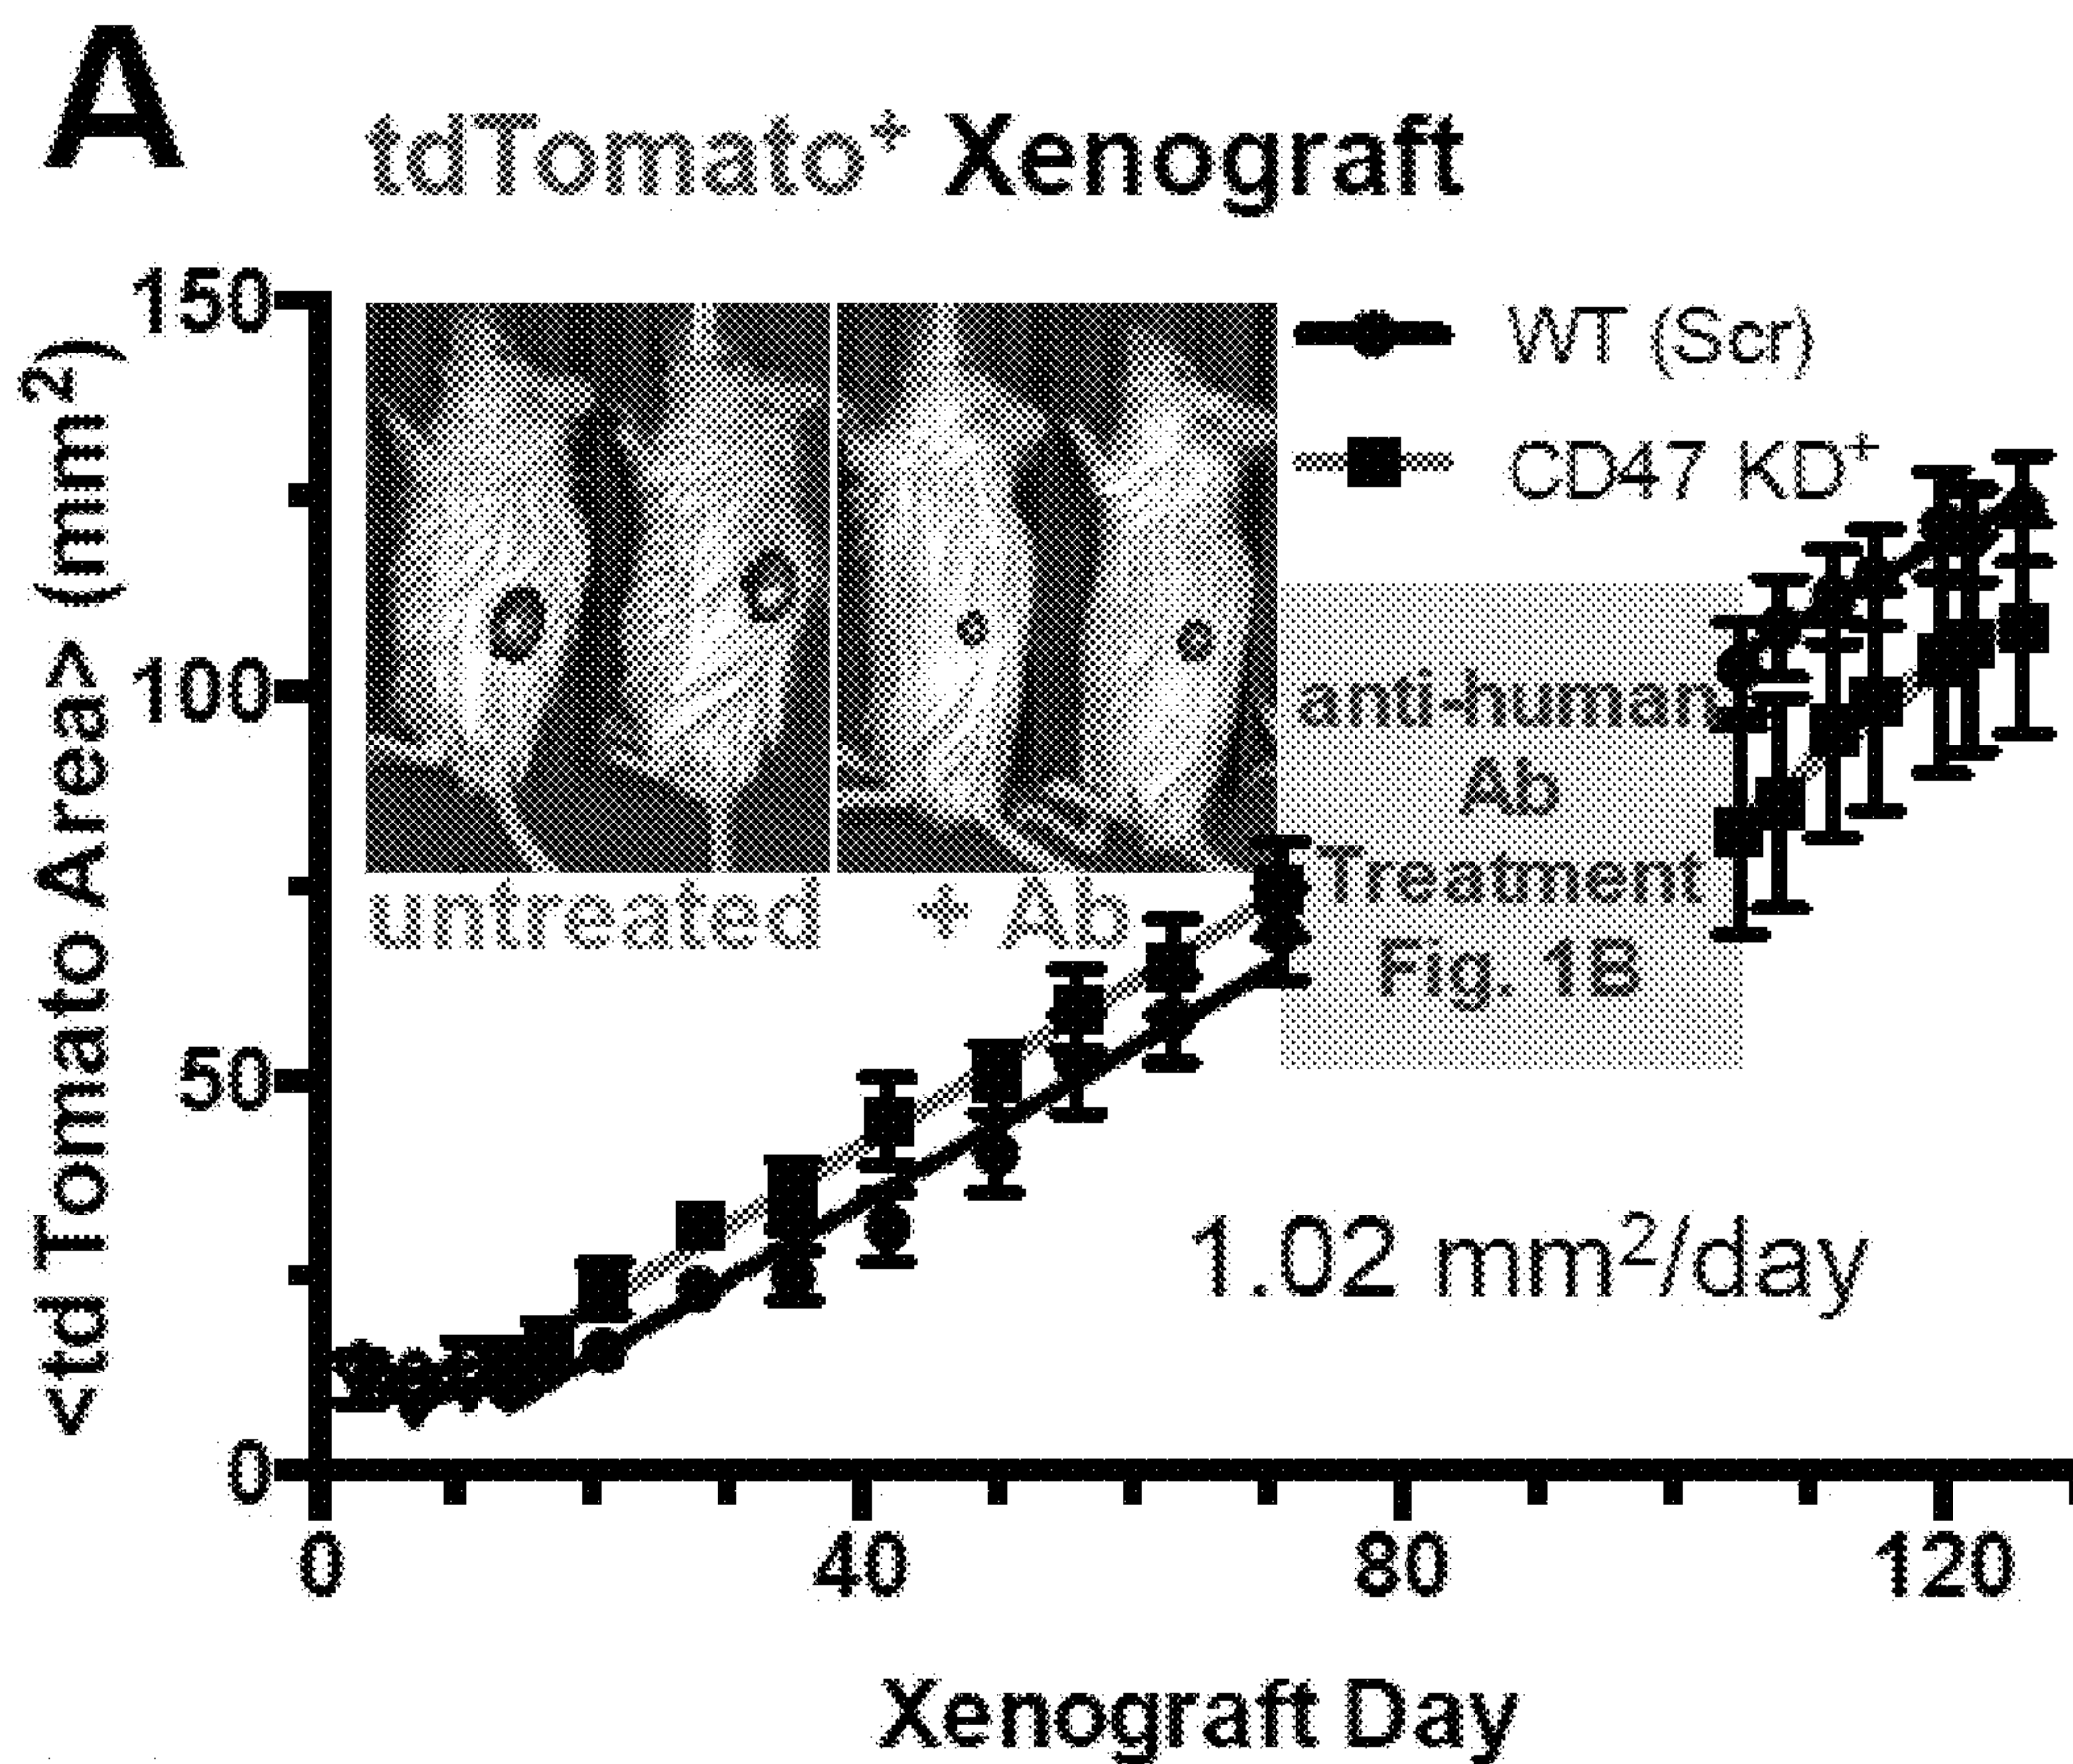 A
tdTomato⁺ Xenograft
<td Tomato Area> (mm²)
150
100
50
0
WT (Scr)
CD47 KD⁺
untreated
+ Ab
anti-human
Ab
Treatment
Fig. 1B
1.02 mm²/day
0
40
80
120
Xenograft Day